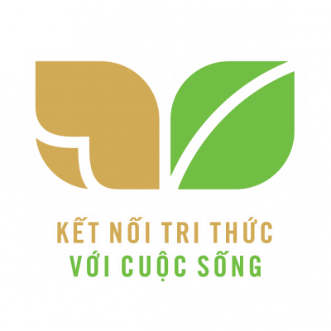 KẾT NỐI TRI THỨC
VỚI CUỘC SỐNG